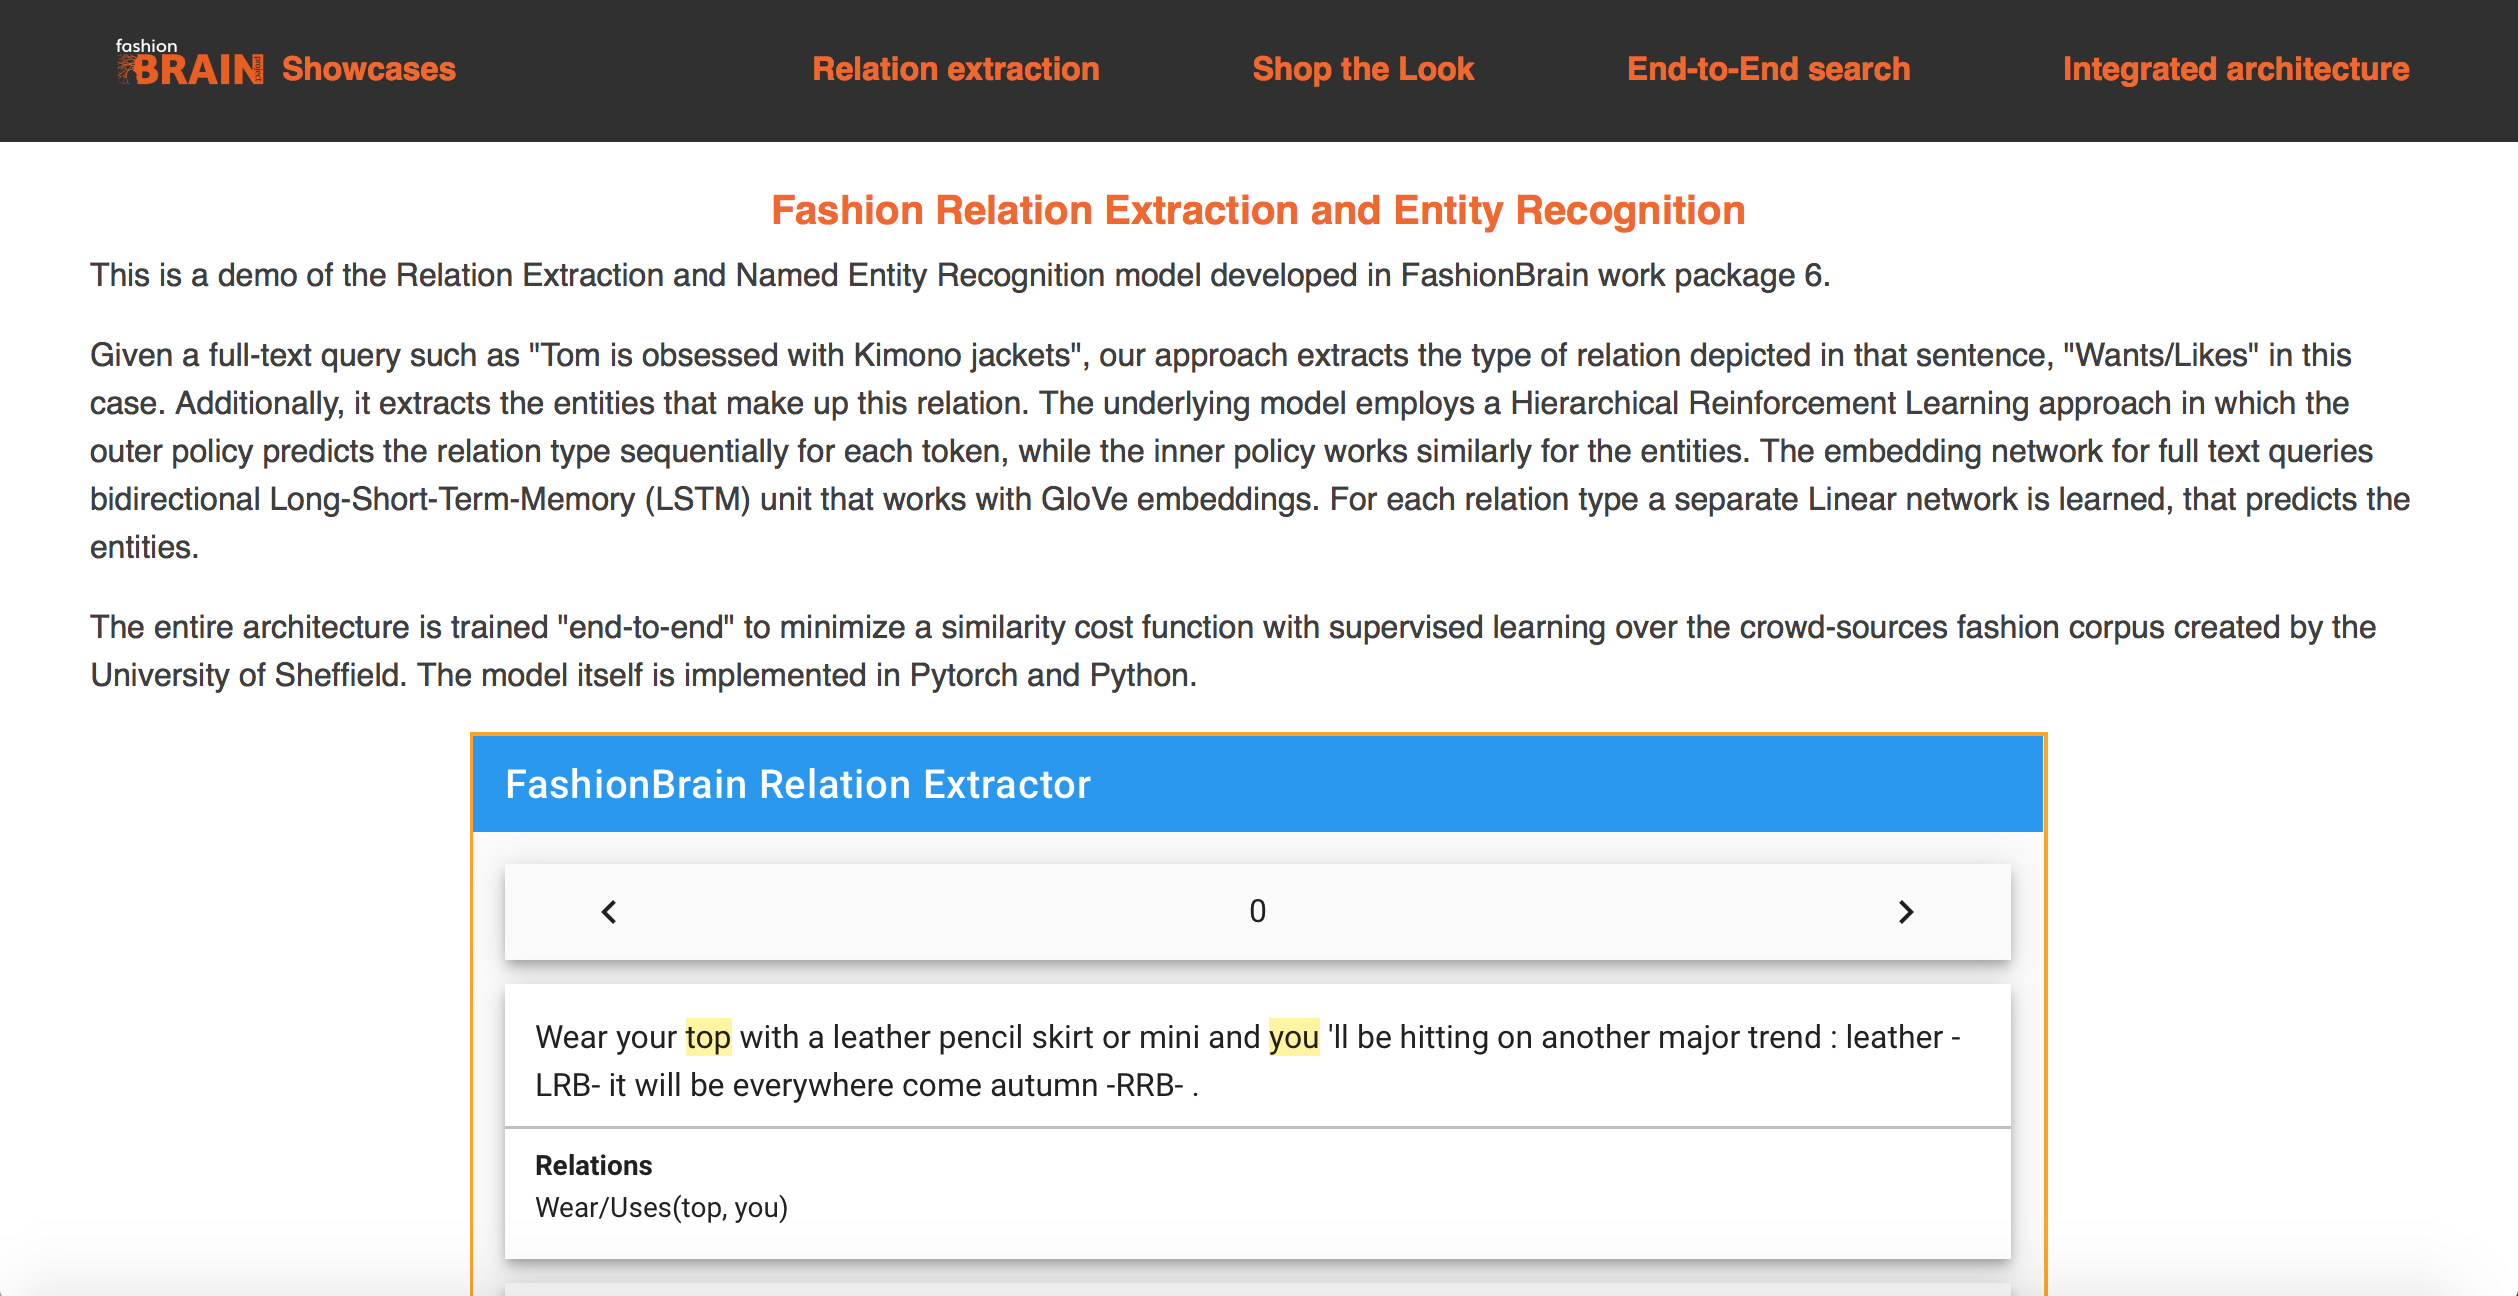 fashion
BRAIN project Showcases
Relation extraction
Shop the Look
End-to-End search
Integrated architecture
Fashion Relation Extraction and Entity Recognition
This is a demo of the Relation Extraction and Named Entity Recognition model developed in FashionBrain work package 6.
Given a full-text query such as "Tom is obsessed with Kimono jackets", our approach extracts the type of relation depicted in that sentence, "Wants/Likes" in this
case. Additionally, it extracts the entities that make up this relation. The underlying model employs a Hierarchical Reinforcement Learning approach in which the
outer policy predicts the relation type sequentially for each token, while the inner policy works similarly for the entities. The embedding network for full text queries
bidirectional Long-Short-Term-Memory (LSTM) unit that works with GloVe embeddings. For each relation type a separate Linear network is learned, that predicts the
entities.
The entire architecture is trained "end-to-end" to minimize a similarity cost function with supervised learning over the crowd-sources fashion corpus created by the
University of Sheffield. The model itself is implemented in Pytorch and Python.
FashionBrain Relation Extractor
0
Wear your top with a leather pencil skirt or mini and you 'll be hitting on another major trend : leather -
LRB- it will be everywhere come autumn -RRB- .
Relations
Wear/Uses(top, you)